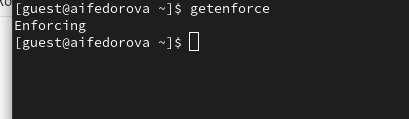 [guest@aifedorova ~]$ getenforce
Enforcing
[guest@aifedorova ~]$